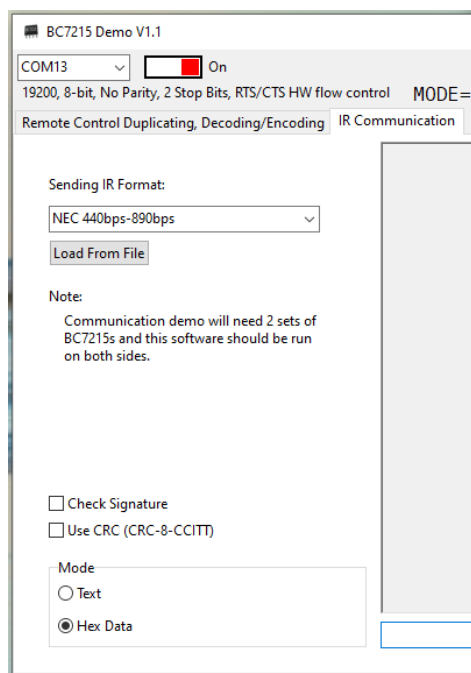 BC7215 Demo V1.1
COM13
On
19200, 8-bit, No Parity, 2 Stop Bits, RTS/CTS HW flow control
MODE=
Remote Control Duplicating, Decoding/Encoding
IR Communication
Sending IR Format:
NEC 440bps-890bps
Load From File
Note:
Communication demo will need 2 sets of
BC7215s and this software should be run
on both sides.
Check Signature
Use CRC (CRC-8-CCITT)
Mode
Text
Hex Data